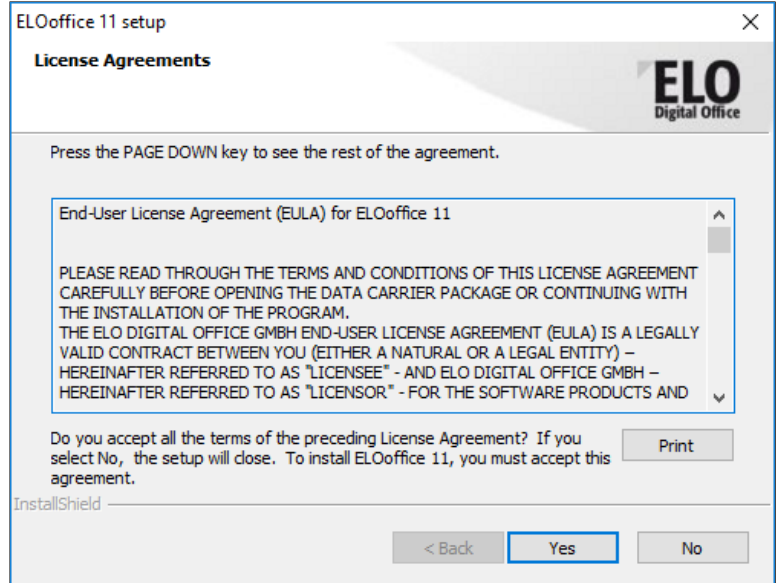 ELOoffice 11 setup
License Agreements
ELO
Digital Office
Press the PAGE DOWN key to see the rest of the agreement.
End-User License Agreement (EULA) for ELOoffice 11
PLEASE READ THROUGH THE TERMS AND CONDITIONS OF THIS LICENSE AGREEMENT
CAREFULLY BEFORE OPENING THE DATA CARRIER PACKAGE OR CONTINUING WITH
THE INSTALLATION OF THE PROGRAM.
THE ELO DIGITAL OFFICE GMBH END-USER LICENSE AGREEMENT (EULA) IS A LEGALLY
VALID CONTRACT BETWEEN YOU (EITHER A NATURAL OR A LEGAL ENTITY) –
HEREINAFTER REFERRED TO AS "LICENSEE" - AND ELO DIGITAL OFFICE GMBH –
HEREINAFTER REFERRED TO AS "LICENSOR" - FOR THE SOFTWARE PRODUCTS AND
Do you accept all the terms of the preceding License Agreement? If you
select No, the setup will close. To install ELOoffice 11, you must accept this
agreement.
Print
InstallShield
< Back
Yes
No